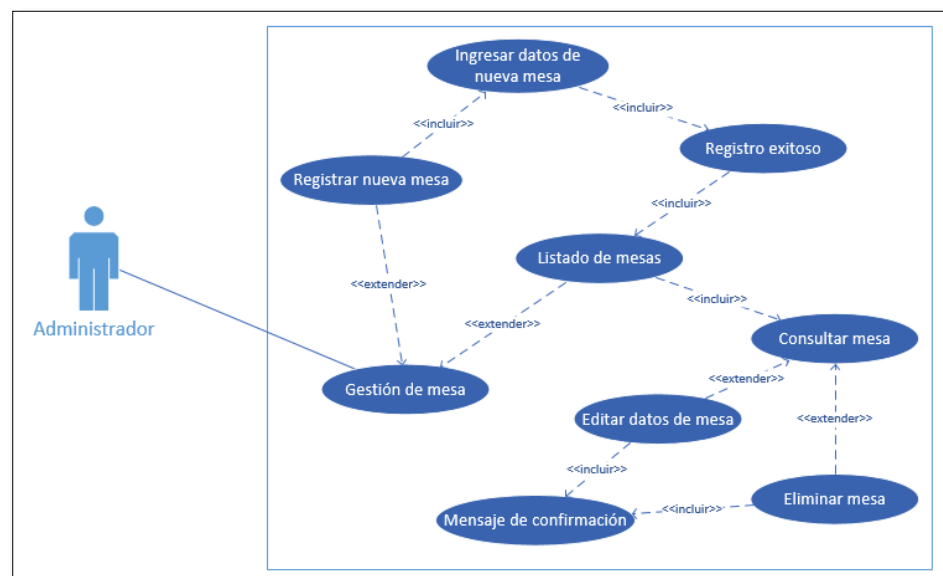 Ingresar datos de
nueva mesa
<<incluir>>
<<incluir>>
Registro exitoso
Registrar nueva mesa
<<incluir>>
Listado de mesas
<<extender>>
<<incluir>>
<<extender>>
Administrador
Consultar mesa
<<extender>>
Gestión de mesa
Editar datos de mesa
<<extender>>
<<incluir>>
Eliminar mesa
<<incluir>>
Mensaje de confirmación